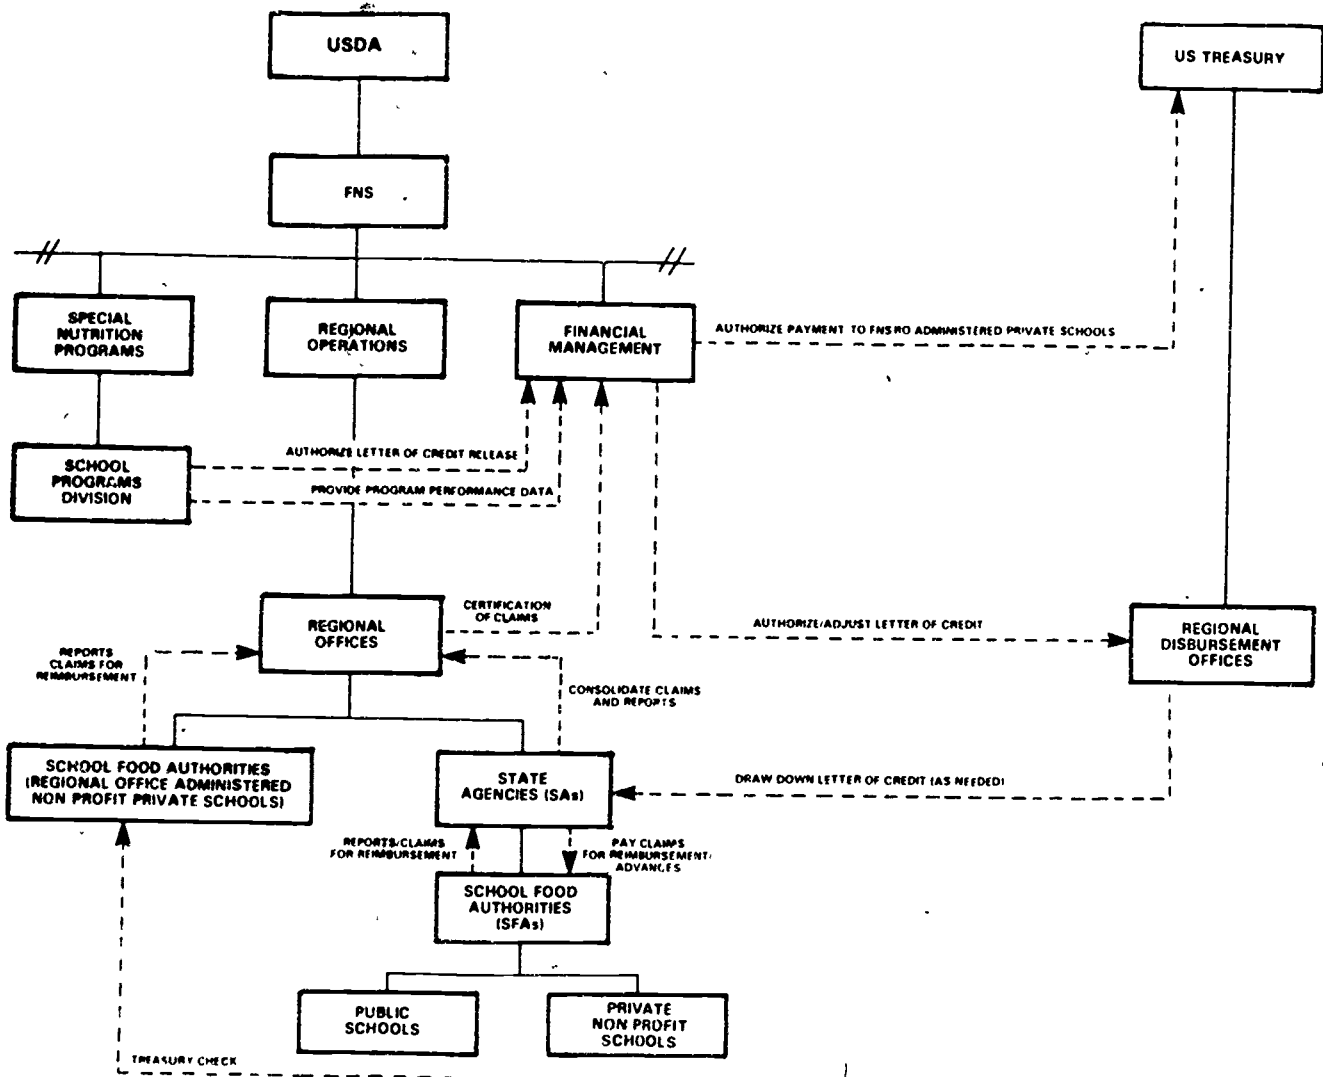 USDA
US TREASURY
FNS
SPECIAL
NUTRITION
PROGRAMS
REGIONAL
OPERATIONS
FINANCIAL
MANAGEMENT
AUTHORIZE PAYMENT TO FNSRO ADMINISTERED PRIVATE SCHOOLS
SCHOOL
PROGRAMS
DIVISION
AUTHORIZE LETTER OF CREDIT RELEASE
PROVIDE PROGRAM PERFORMANCE DATA
REGIONAL
OFFICES
CERTIFICATION
OF CLAIMS
AUTHORIZE/ADJUST LETTER OF CREDIT
REGIONAL
DISBURSEMENT
OFFICES
REPORTS
CLAIMS FOR
REIMBURSEMENT
CONSOLIDATE CLAIMS
AND REPORTS
SCHOOL FOOD AUTHORITIES
(REGIONAL OFFICE ADMINISTERED
NON PROFIT PRIVATE SCHOOLS)
STATE
AGENCIES (SAs)
DRAW DOWN LETTER OF CREDIT (AS NEEDED)
REPORTS/CLAIMS
FOR REIMBURSEMENT
PAY CLAIMS
FOR REIMBURSEMENT/
ADVANCES
SCHOOL FOOD
AUTHORITIES
(SFAs)
PUBLIC
SCHOOLS
PRIVATE
NON PROFIT
SCHOOLS
TREASURY CHECK